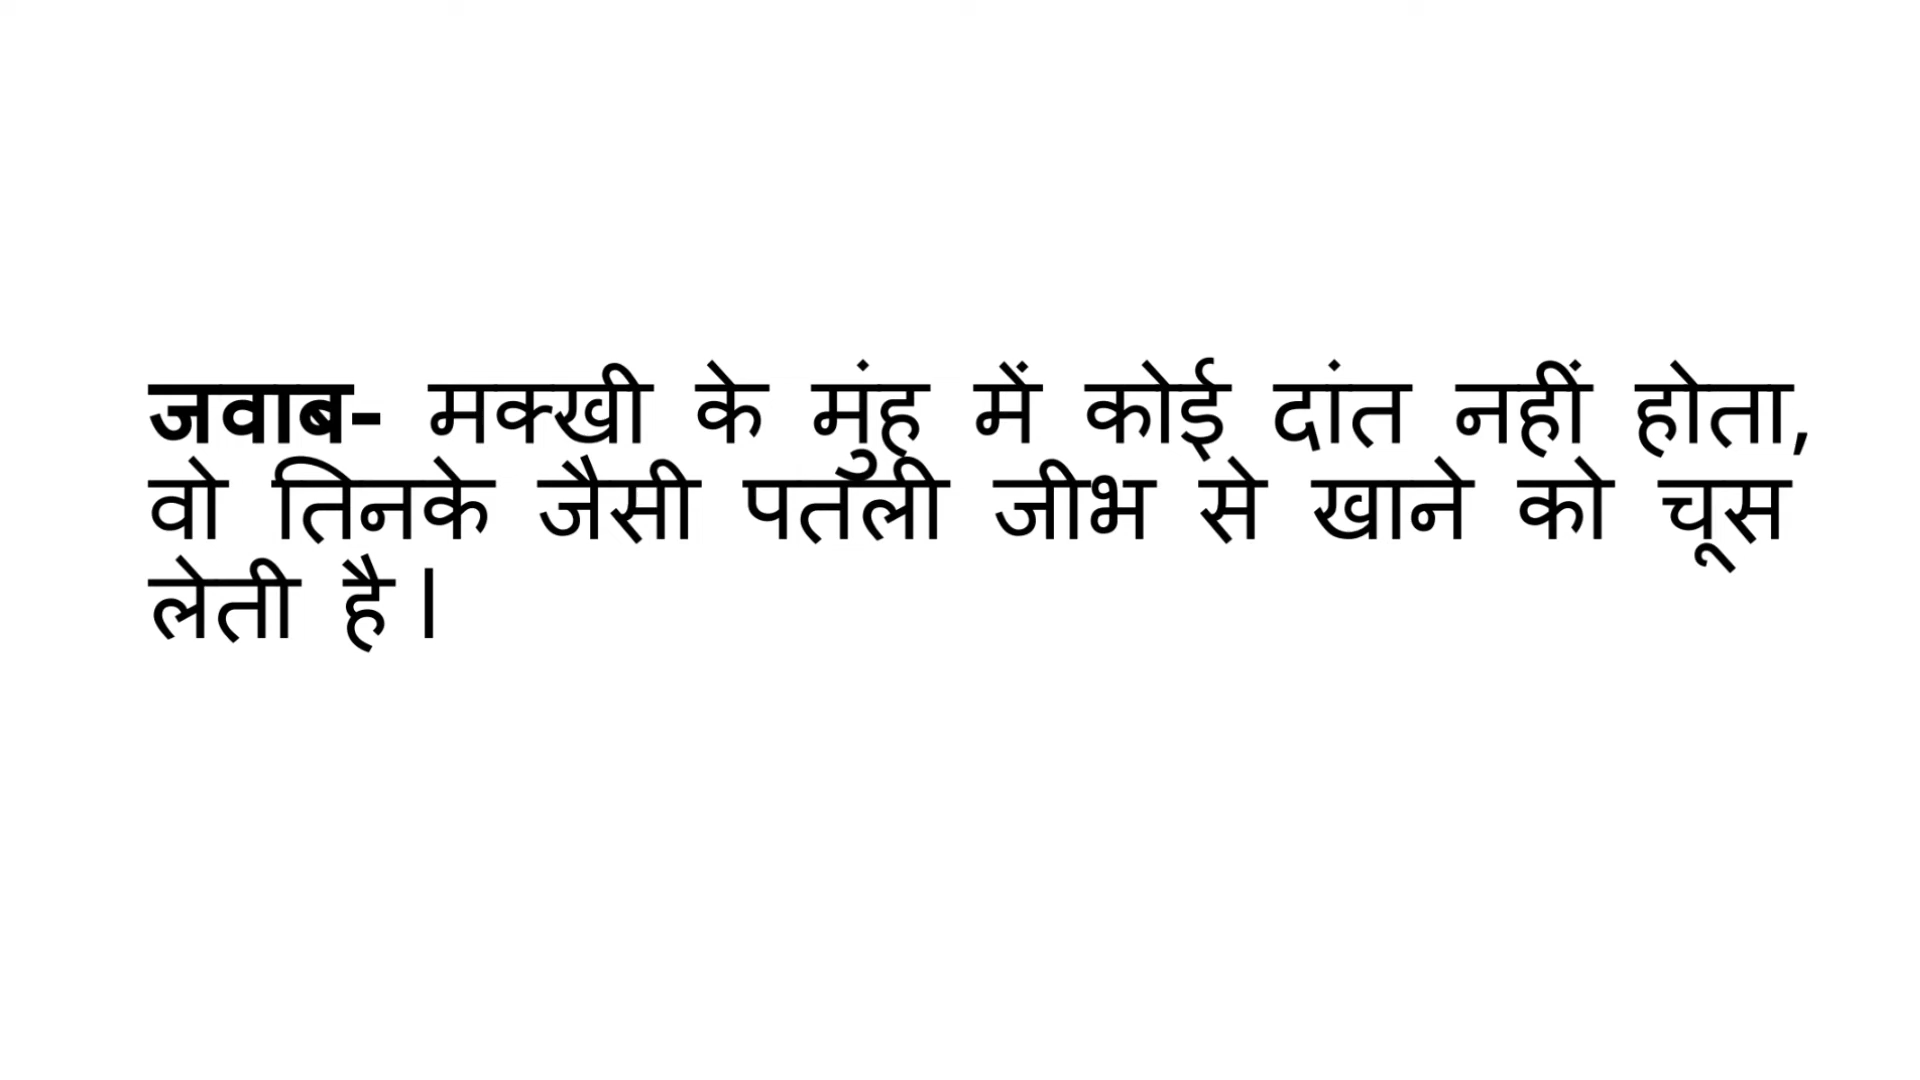 जवाब- मक्खी के मुंह में कोई दांत नहीं होता,
वो तिनके जैसी पतली जीभ से खाने को चूस
लेती है।